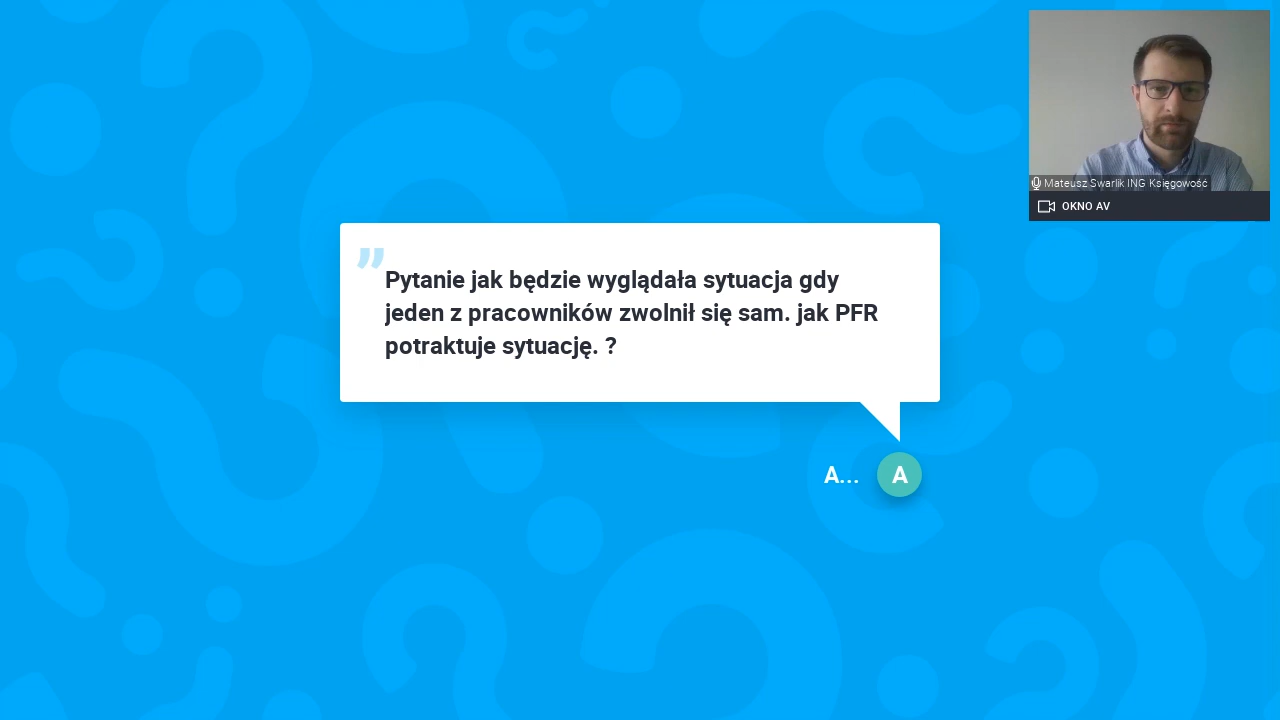 Mateusz Swarlik ING Księgowość
OKNO AV
"
Pytanie jak będzie wyglądała sytuacja gdy
jeden z pracowników zwolnił się sam. jak PFR
potraktuje sytuację. ?
A...
A